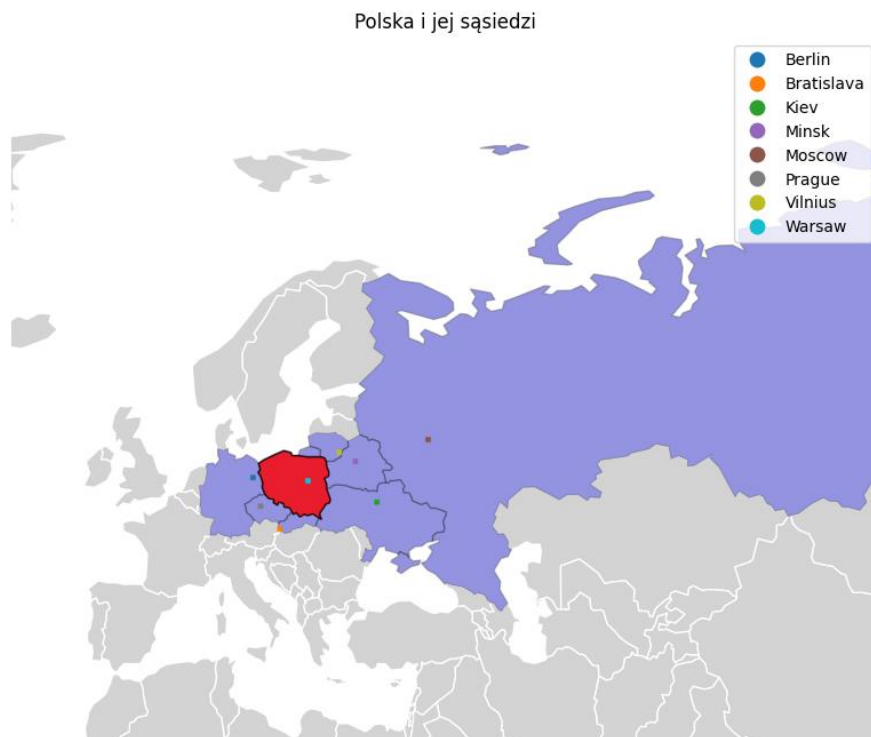 Polska i jej sąsiedzi
Berlin
Bratislava
Kiev
Minsk
Moscow
Prague
Vilnius
Warsaw